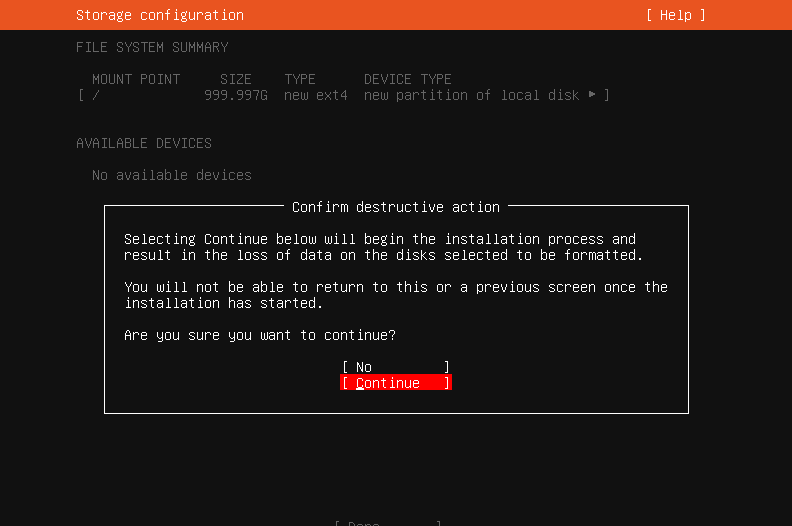 Storage configuration [ Help ]
FILE SYSTEM SUMMARY
MOUNT POINT SIZE TYPE DEVICE TYPE
[ / 999.997G new ext4 new partition of local disk ▸ ]
AVAILABLE DEVICES
No available devices
Confirm destructive action
Selecting Continue below will begin the installation process and
result in the loss of data on the disks selected to be formatted.
You will not be able to return to this or a previous screen once the
installation has started.
Are you sure you want to continue?
[ No ]
[ Continue ]
[ Done ]